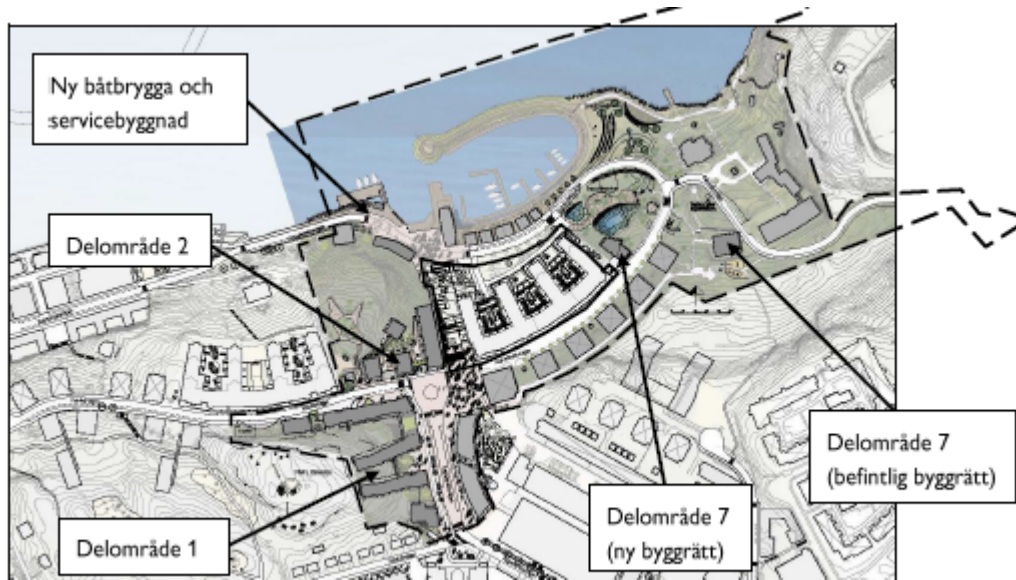 Ny båtbrygga och
servicebyggnad
Delområde 2
Delområde 7
(befintlig byggrätt)
Delområde 7
(ny byggrätt)
Delområde 1